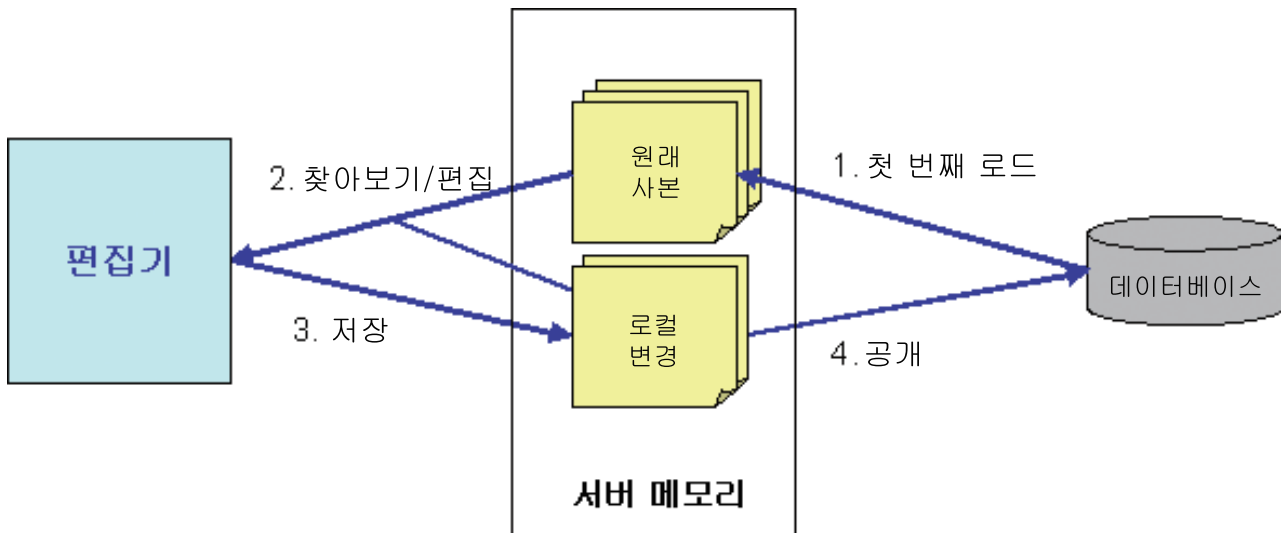 원래
사본
1. 첫 번째 로드
2. 찾아보기/편집
편집기
데이터베이스
3. 저장
로컬
변경
4. 공개
서버 메모리